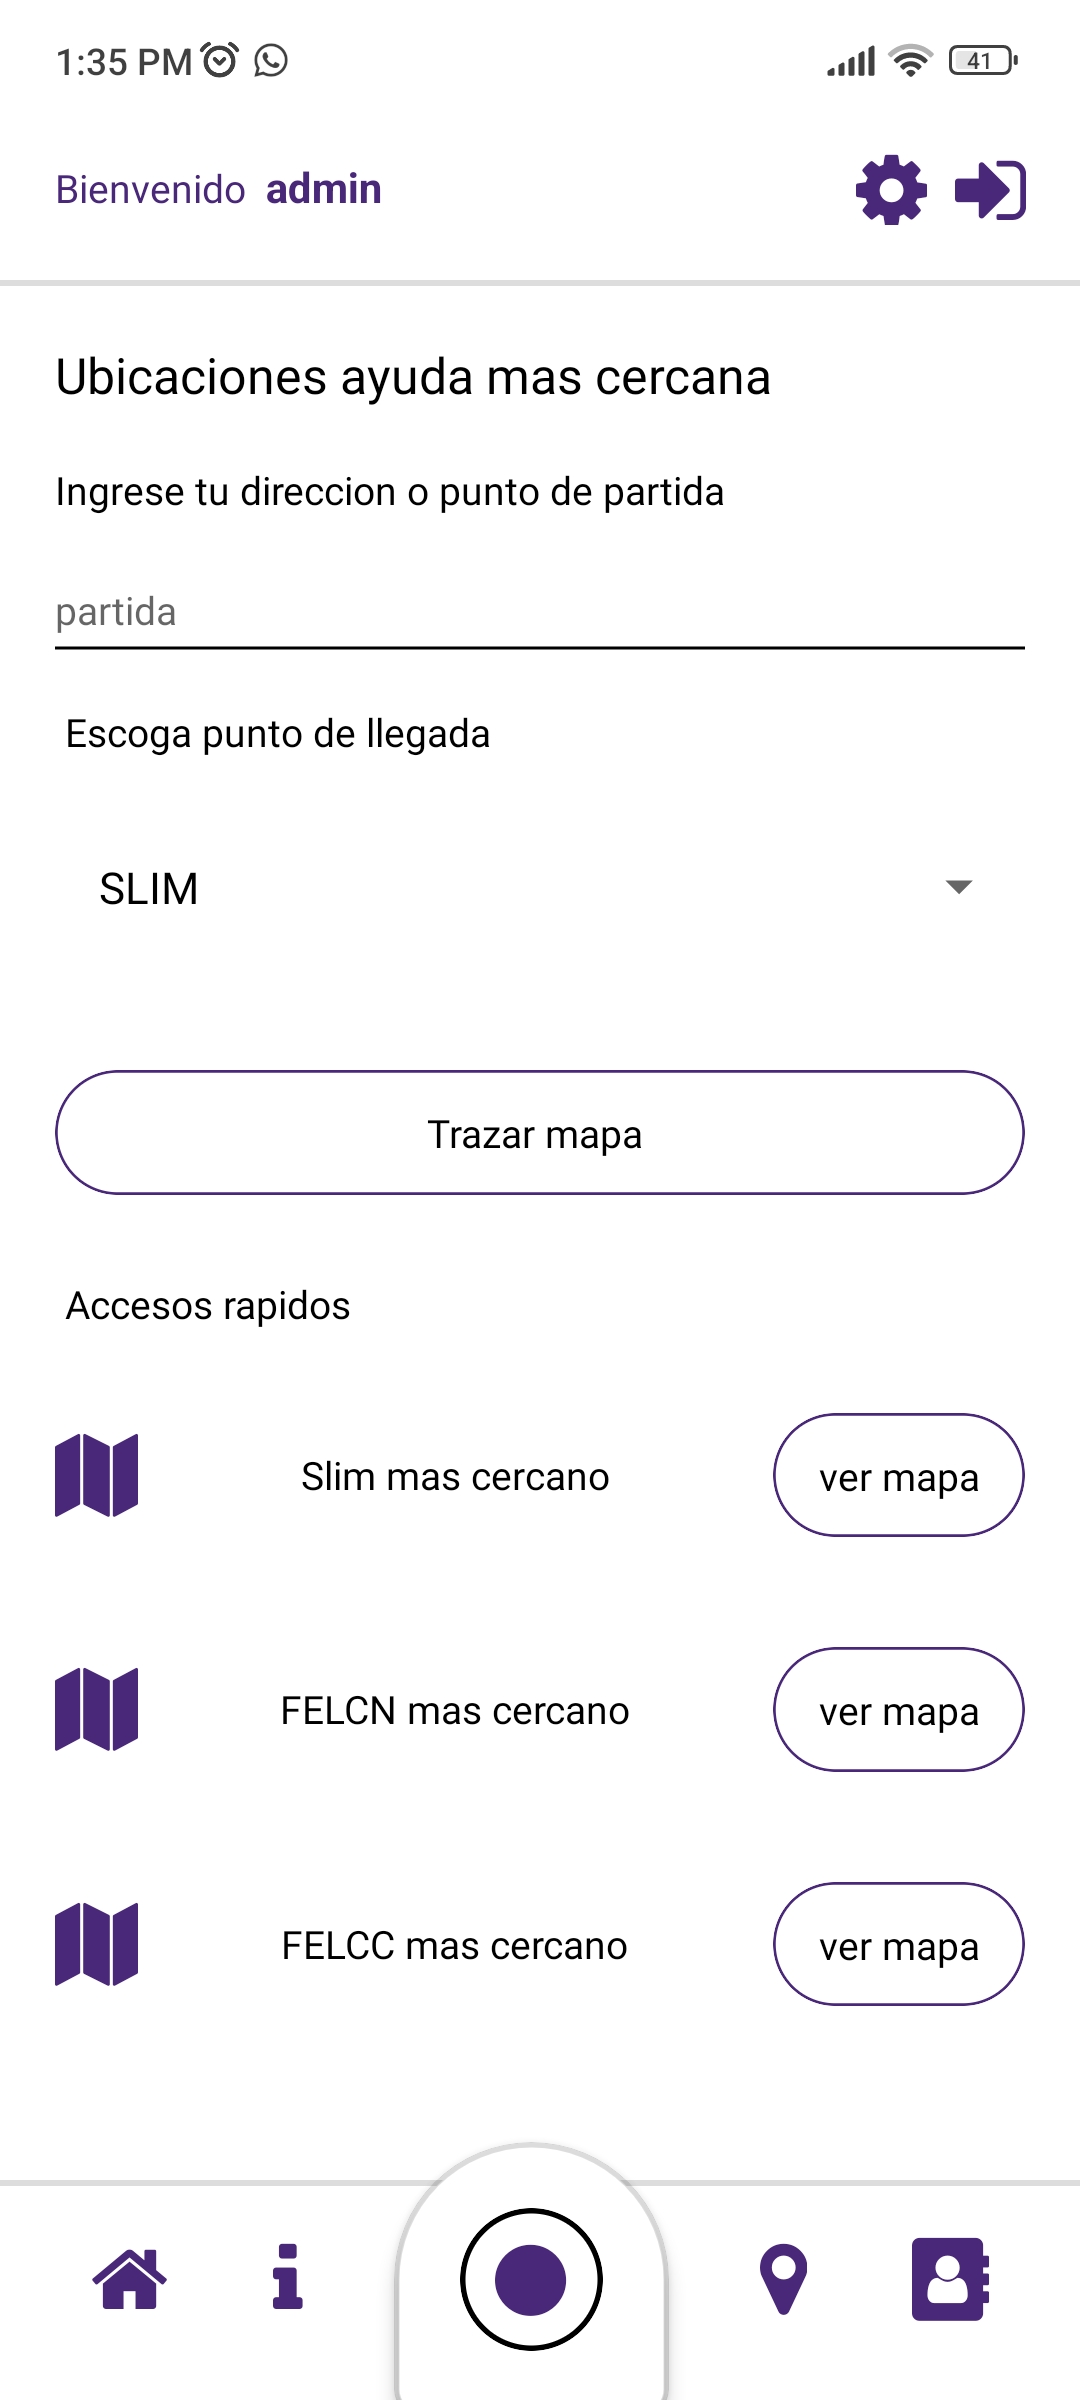 1:35 PM
41
Bienvenido admin
Ubicaciones ayuda mas cercana
Ingrese tu direccion o punto de partida
partida
Escoga punto de llegada
SLIM
Trazar mapa
Accesos rapidos
Slim mas cercano ver mapa
FELCN mas cercano ver mapa
FELCC mas cercano ver mapa